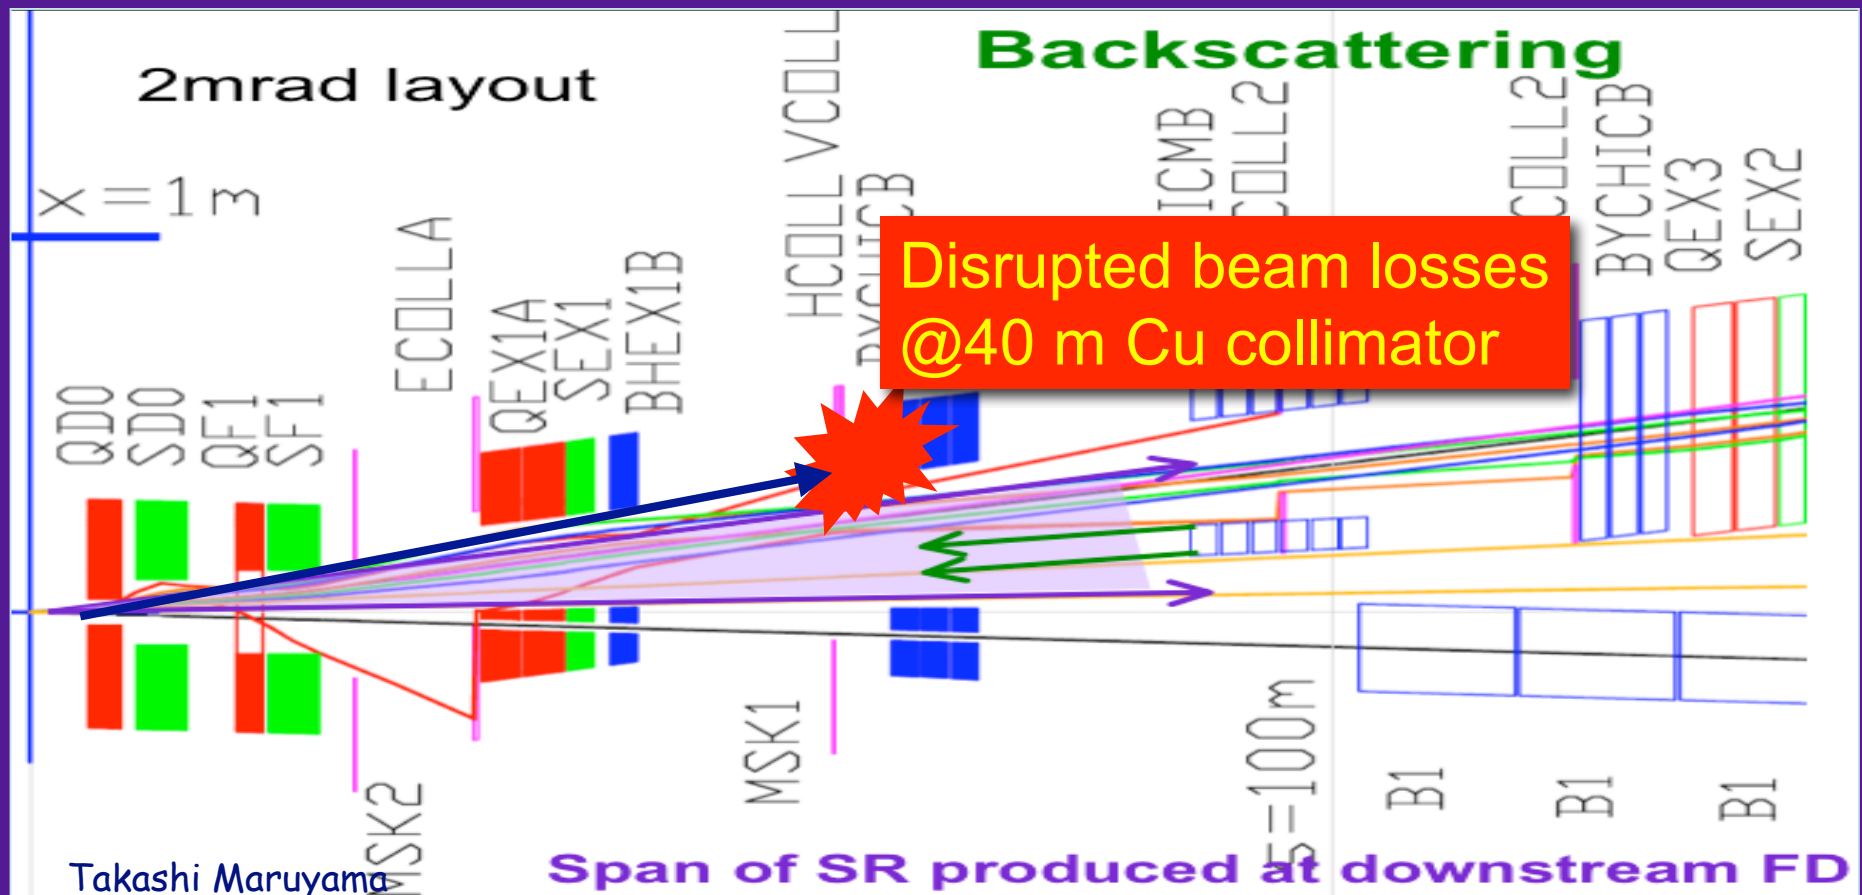 Backscattering
2mrad layout
x=1m
QD0
SD0
QF1
SF1
ECOLLA
QEX1A
SEX1
BHEX1B
HCOLL VCOLL
COLL2
COLL2
BYCHICB
QEX3
SEX2
Disrupted beam losses
@40 m Cu collimator
MSK2
MSK1
s=100m
B1
B1
B1
Takashi Maruyama
Span of SR produced at downstream FD